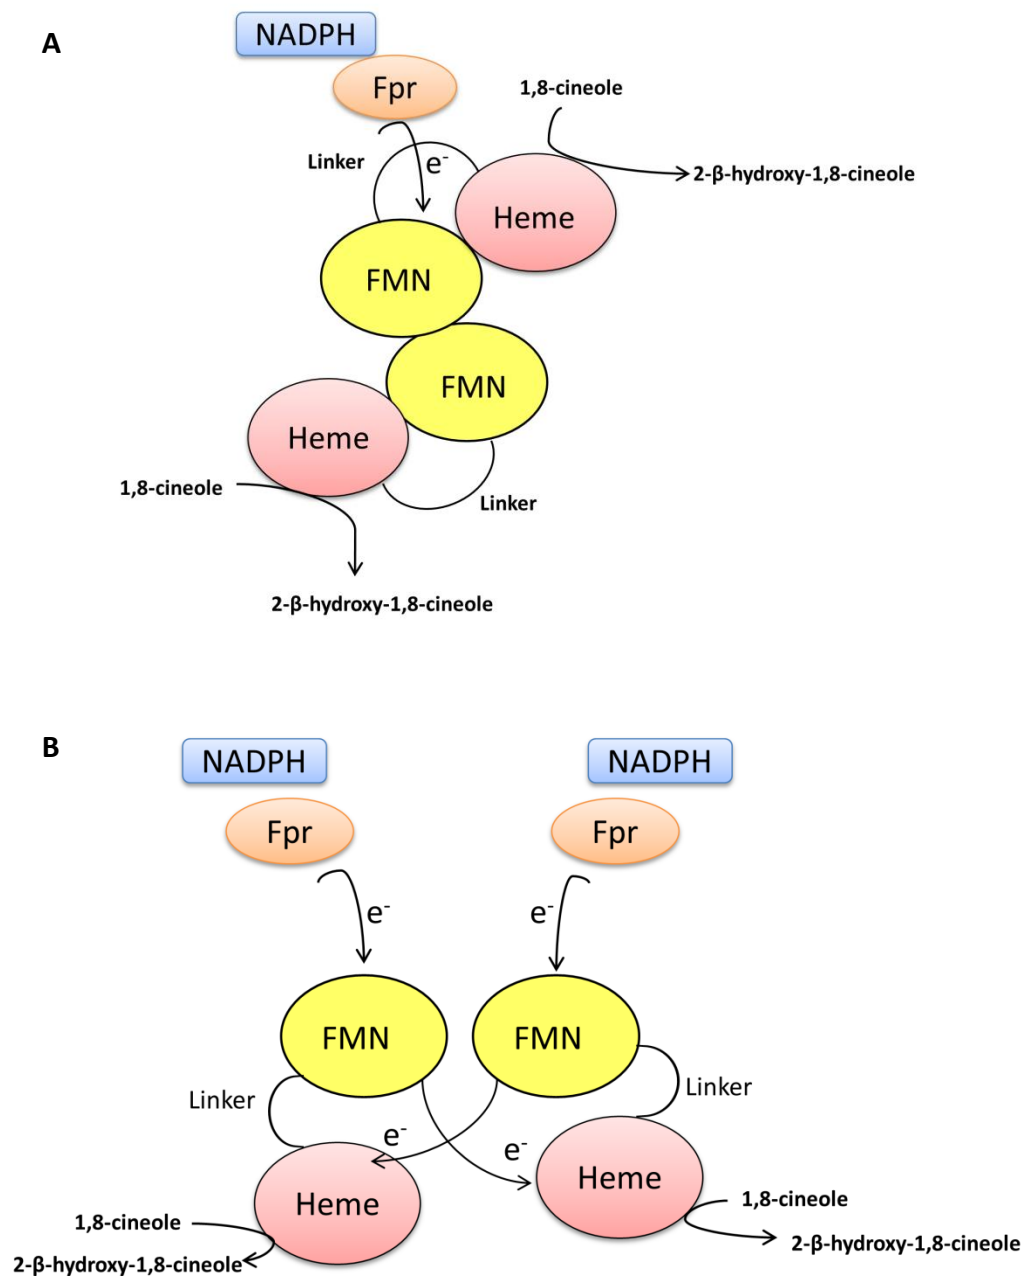 A
NADPH
Fpr
1,8-cineole
Linker
e⁻
2-β-hydroxy-1,8-cineole
Heme
FMN
FMN
Heme
1,8-cineole
Linker
2-β-hydroxy-1,8-cineole
B
NADPH
NADPH
Fpr
Fpr
e⁻
e⁻
FMN
FMN
Linker
Linker
e⁻
e⁻
Heme
Heme
1,8-cineole
1,8-cineole
2-β-hydroxy-1,8-cineole
2-β-hydroxy-1,8-cineole